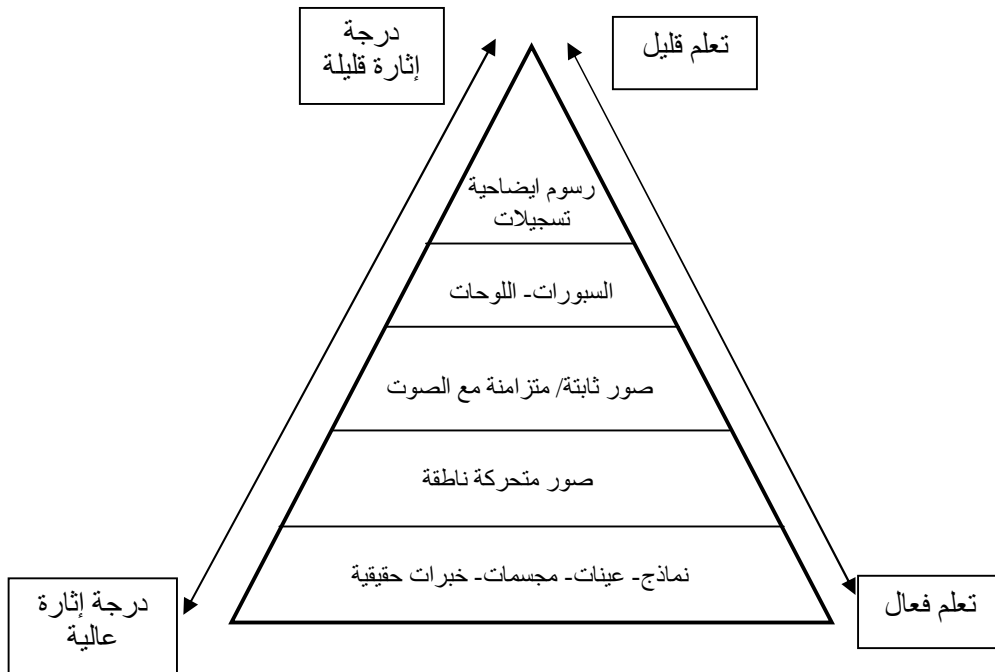 درجة
إثارة قليلة
تعلم قليل
رسوم ايضاحية
تسجيلات
السبورات- اللوحات
صور ثابتة/ متزامنة مع الصوت
صور متحركة ناطقة
نماذج- عينات- مجسمات- خبرات حقيقية
درجة إثارة
عالية
تعلم فعال